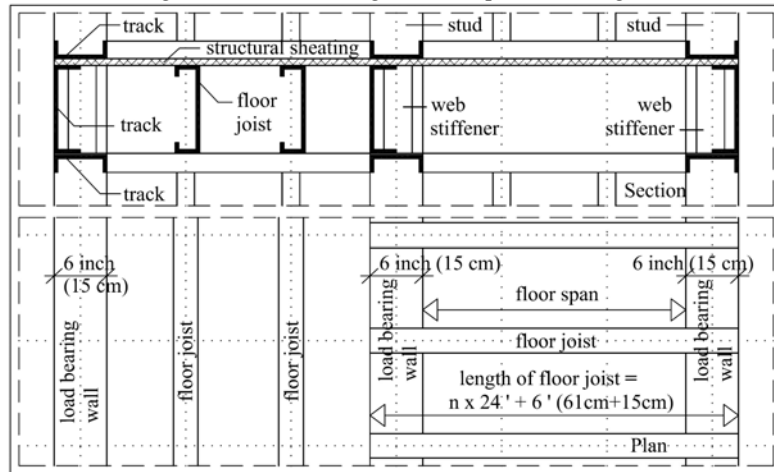 track
stud
stud
structural sheating
floor
joist
track
web
stiffener
web
stiffener
track
Section
6 inch
(15 cm)
6 inch (15 cm)
6 inch (15 cm)
floor span
load bearing
wall
floor joist
floor joist
load bearing
wall
floor joist
load bearing
wall
length of floor joist =
n x 24 ' + 6 ' (61cm+15cm)
Plan